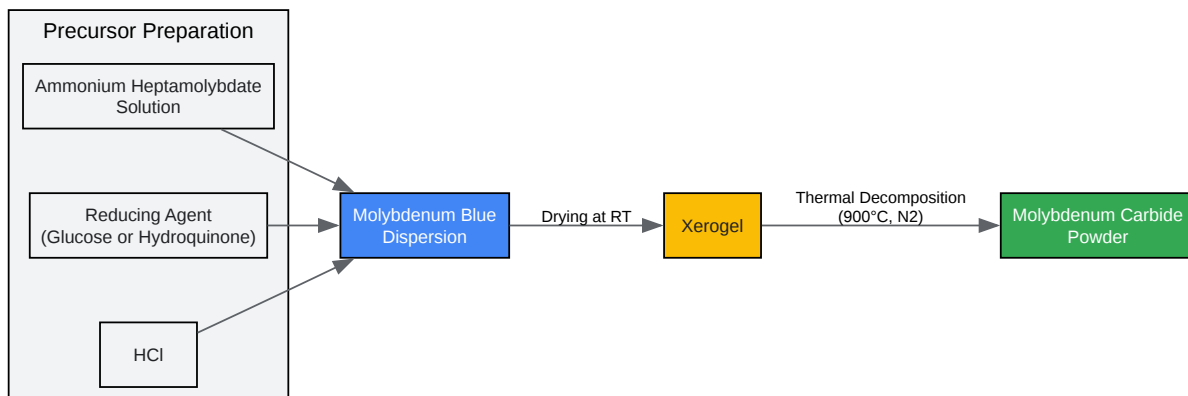 Precursor Preparation
Ammonium Heptamolybdate
Solution
Reducing Agent
(Glucose or Hydroquinone)
HCl
Molybdenum Blue
Dispersion
Drying at RT
Xerogel
Thermal Decomposition
(900°C, N2)
Molybdenum Carbide
Powder